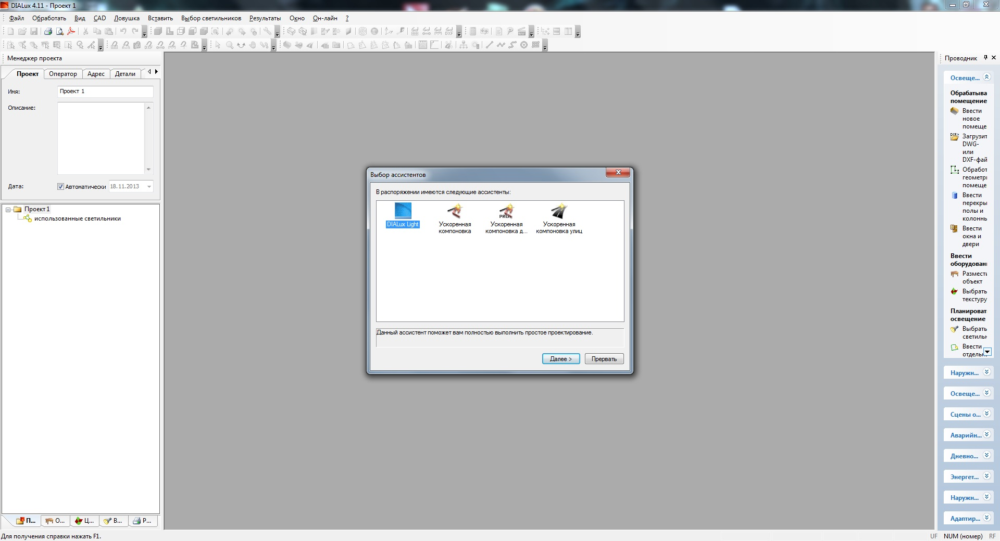 DIALux 4.11 - Проект 1
Файл Обработать Вид CAD Ловушка Вставить Выбор светильников Результаты Окно Он-лайн ?
Менеджер проекта
Проект Оператор Адрес Детали
Имя: Проект 1
Описание:
Дата: Автоматически 18.11.2013
Проект 1
использованные светильники
П... О... Ц... В... Р...
Для получения справки нажать F1.
Выбор ассистентов
В распоряжении имеются следующие ассистенты:
DIALux Light
Ускоренная
компоновка
PRO
Ускоренная
компоновка д...
Ускоренная
компоновка улиц
Данный ассистент поможет вам полностью выполнить простое проектирование.
Далее > Прервать
Проводник
Освеще...
Обрабатыва
помещение
Ввести
новое
помеще
Загрузит
DWG-
или
DXF-фай
Обработ
геометр
помеще
Ввести
перекры
полы и
колонны
Ввести
окна и
двери
Ввести
оборудован
Размести
объект
Выбрать
текстуру
Планироват
освещение
Выбрать
светильн
Ввести
отдельн
Наружн...
Освеще...
Сцены о...
Аварийн...
Дневно...
Энергет...
Наружн...
Адаптир...
UF NUM (номер) RF